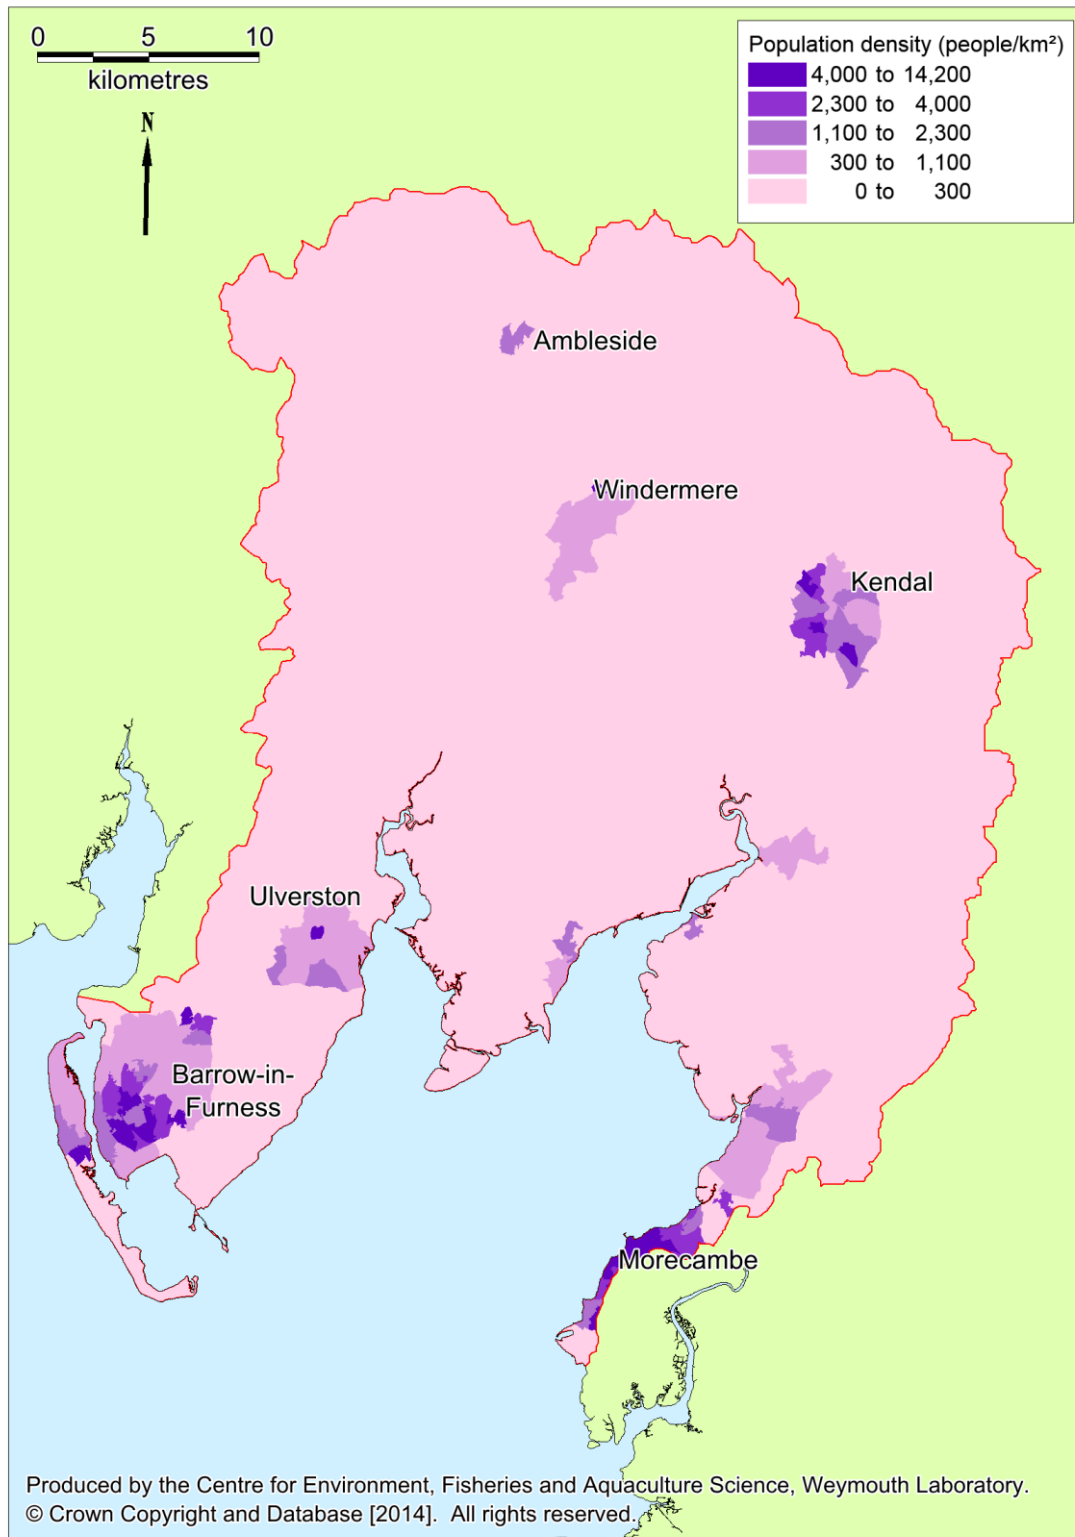 0 5 10
kilometres
N
Population density (people/km²)
4,000 to 14,200
2,300 to 4,000
1,100 to 2,300
300 to 1,100
0 to 300
Ambleside
Windermere
Kendal
Ulverston
Barrow-in-
Furness
Morecambe
Produced by the Centre for Environment, Fisheries and Aquaculture Science, Weymouth Laboratory.
© Crown Copyright and Database [2014]. All rights reserved.